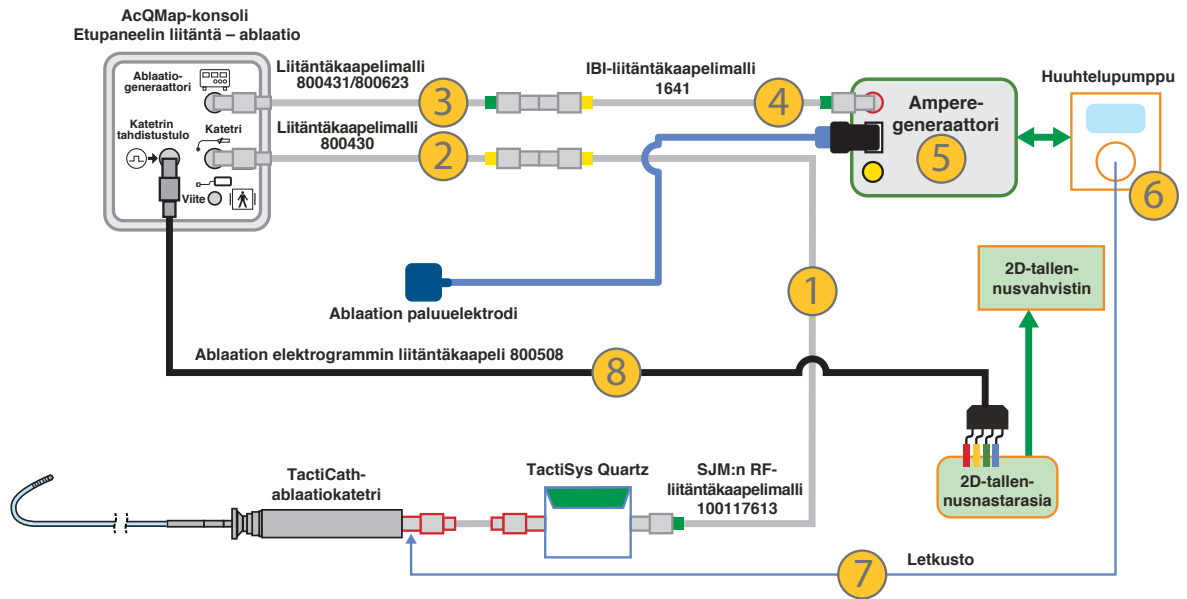 AcQMap-konsoli
Etupaneelin liitäntä – ablaatio
Ablaatio-
generaattori
Katetrin
tahdistustulo
Katetri
Viite
Liitäntäkaapelimalli
800431/800623
3
Liitäntäkaapelimalli
800430
2
IBI-liitäntäkaapelimalli
1641
4
Ampere-
generaattori
5
Huuhtelupumppu
6
1
Ablaation paluuelektrodi
2D-tallen-
nusvahvistin
Ablaation elektrogrammin liitäntäkaapeli 800508
8
2D-tallen-
nusnastarasia
TactiCath-
ablaatiokatetri
TactiSys Quartz
SJM:n RF-
liitäntäkaapelimalli
100117613
7
Letkusto